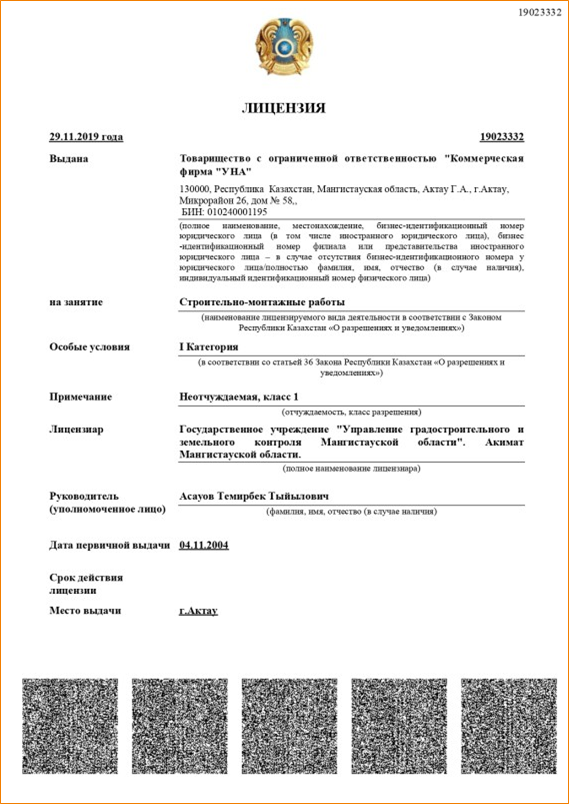 19023332
ЛИЦЕНЗИЯ
29.11.2019 года 19023332
Выдана Товарищество с ограниченной ответственностью "Коммерческая
фирма "УНА"
130000, Республика Казахстан, Мангистауская область, Актау Г.А., г.Актау,
Микрорайон 26, дом № 58,,
БИН: 010240001195
(полное наименование, местонахождение, бизнес-идентификационный номер
юридического лица (в том числе иностранного юридического лица), бизнес
-идентификационный номер филиала или представительства иностранного
юридического лица – в случае отсутствия бизнес-идентификационного номера у
юридического лица/полностью фамилия, имя, отчество (в случае наличия),
индивидуальный идентификационный номер физического лица)
на занятие Строительно-монтажные работы
(наименование лицензируемого вида деятельности в соответствии с Законом
Республики Казахстан «О разрешениях и уведомлениях»)
Особые условия I Категория
(в соответствии со статьей 36 Закона Республики Казахстан «О разрешениях и
уведомлениях»)
Примечание Неотчуждаемая, класс 1
(отчуждаемость, класс разрешения)
Лицензиар Государственное учреждение "Управление градостроительного и
земельного контроля Мангистауской области". Акимат
Мангистауской области.
(полное наименование лицензиара)
Руководитель Асауов Темирбек Тыйылович
(уполномоченное лицо) (фамилия, имя, отчество (в случае наличия)
Дата первичной выдачи 04.11.2004
Срок действия
лицензии
Место выдачи г.Актау